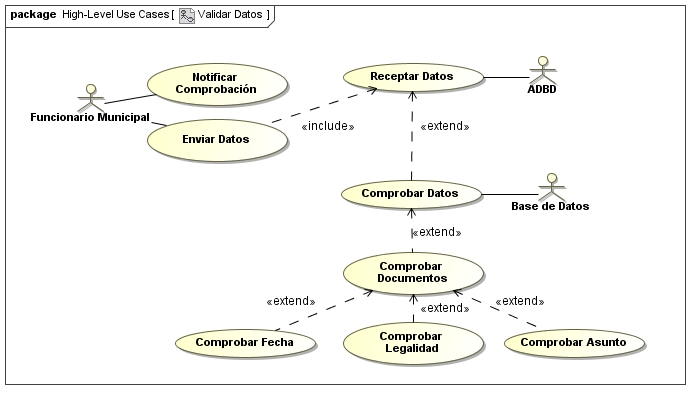 package High-Level Use Cases [ Validar Datos ]
Notificar
Comprobación
Receptar Datos
ADBD
Funcionario Municipal
Enviar Datos
«include»
«extend»
Comprobar Datos
Base de Datos
«extend»
Comprobar
Documentos
«extend»
«extend»
«extend»
Comprobar Fecha
Comprobar
Legalidad
Comprobar Asunto